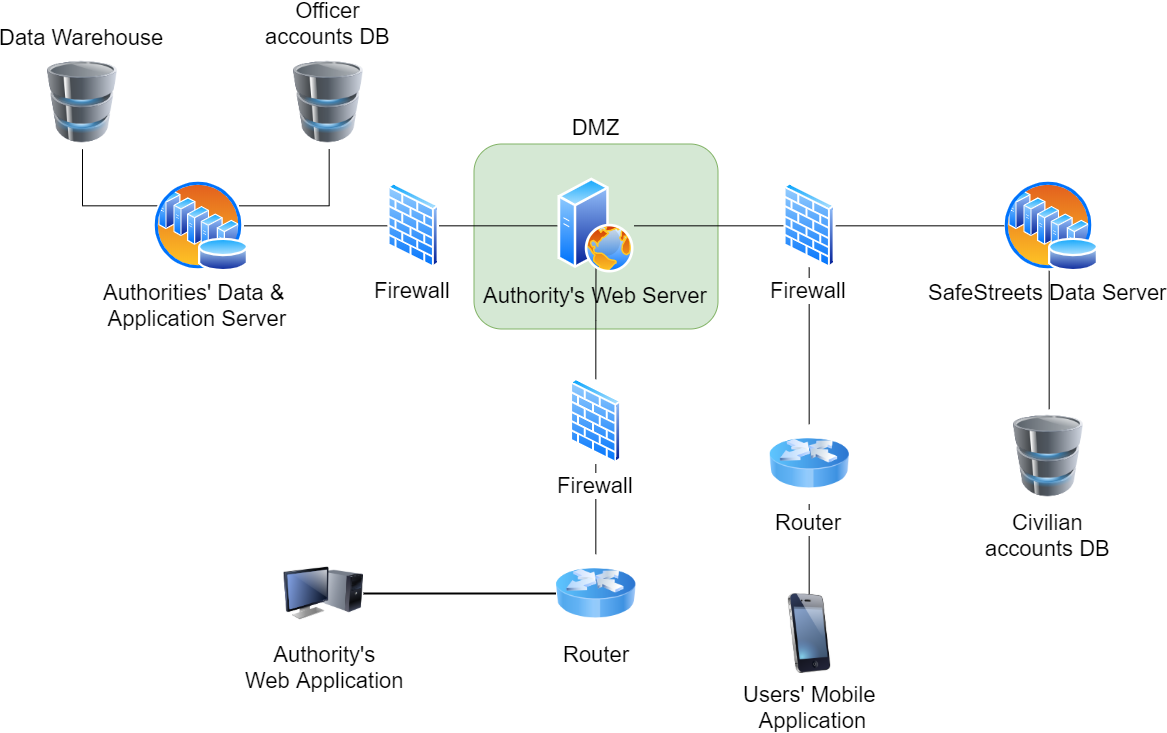 Officer
accounts DB
Data Warehouse
DMZ
Authorities' Data &
Application Server
Firewall
Authority's Web Server
Firewall
SafeStreets Data Server
Firewall
Router
Civilian
accounts DB
Authority's
Web Application
Router
Users' Mobile
Application